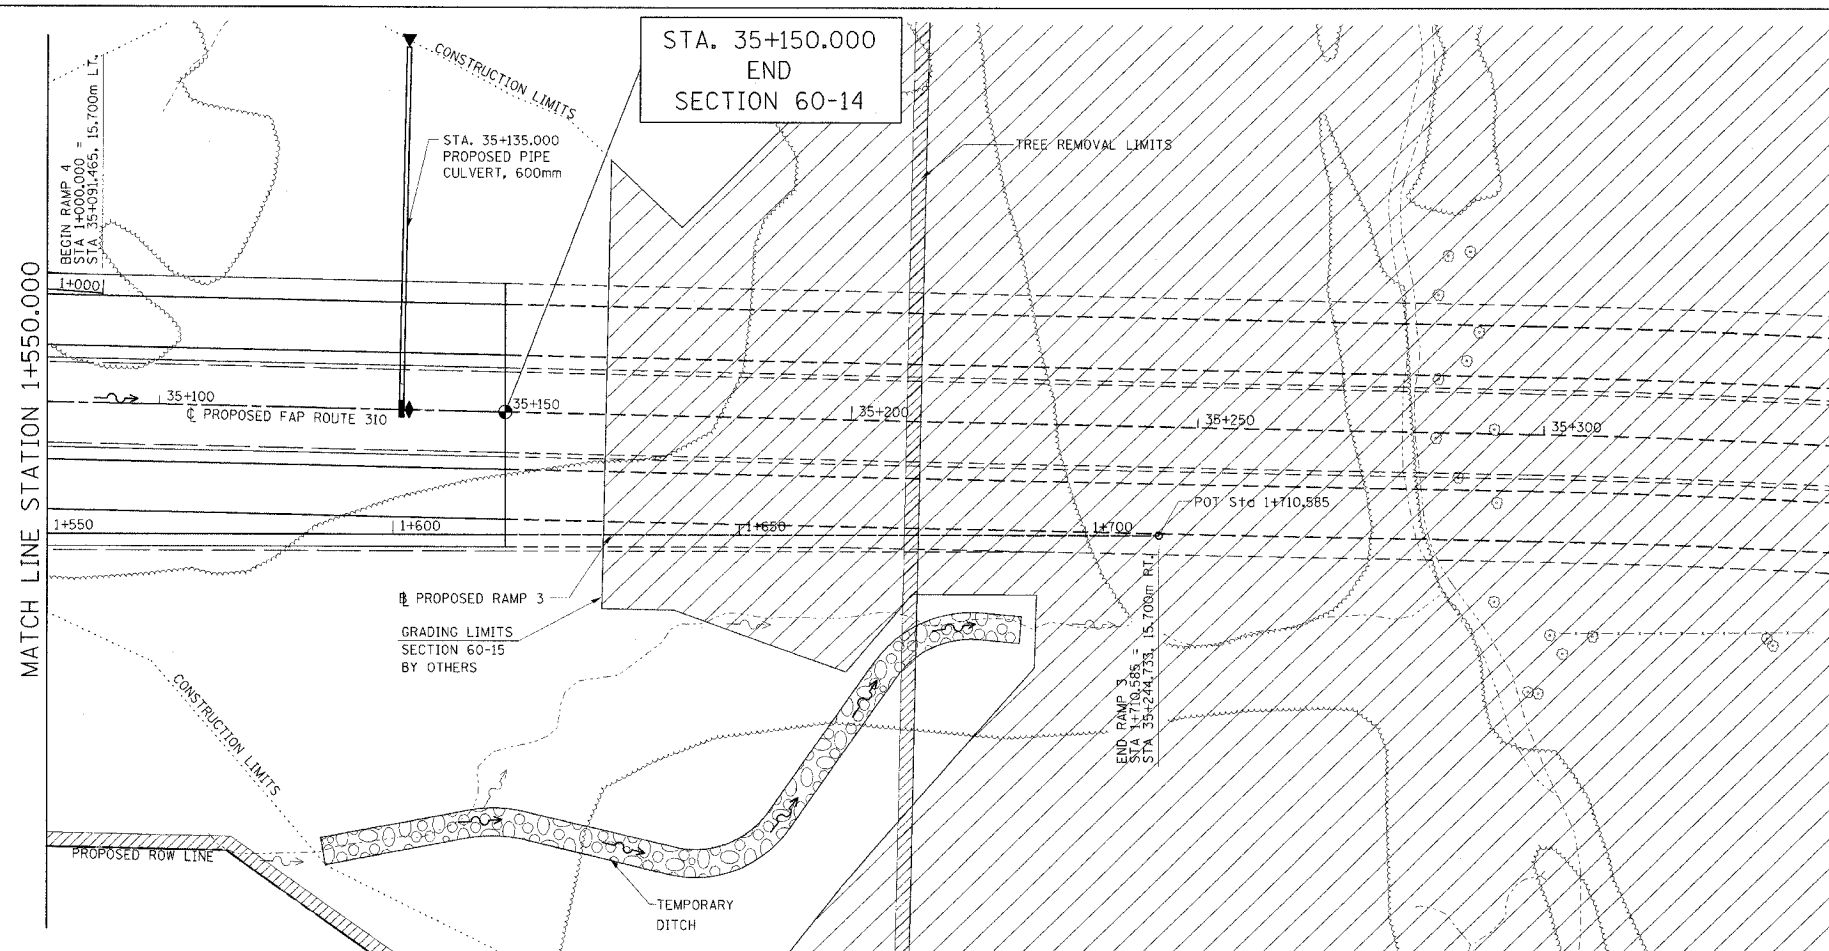 STA. 35+150.000
END
SECTION 60-14
CONSTRUCTION LIMITS
STA. 35+135.000
PROPOSED PIPE
CULVERT, 600mm
TREE REMOVAL LIMITS
BEGIN RAMP 4
STA 1+000.000 =
STA 35+091.465, 15.700m LT.
MATCH LINE STATION 1+550.000
1+000
35+100
35+150
35+200
35+250
35+300
℄ PROPOSED FAP ROUTE 310
POT Sta 1+710.585
1+550
1+600
1+650
1+700
B PROPOSED RAMP 3
GRADING LIMITS
SECTION 60-15
BY OTHERS
END RAMP 3
STA 1+710.585 =
STA 35+244.733, 15.700m RT.
CONSTRUCTION LIMITS
PROPOSED ROW LINE
TEMPORARY
DITCH